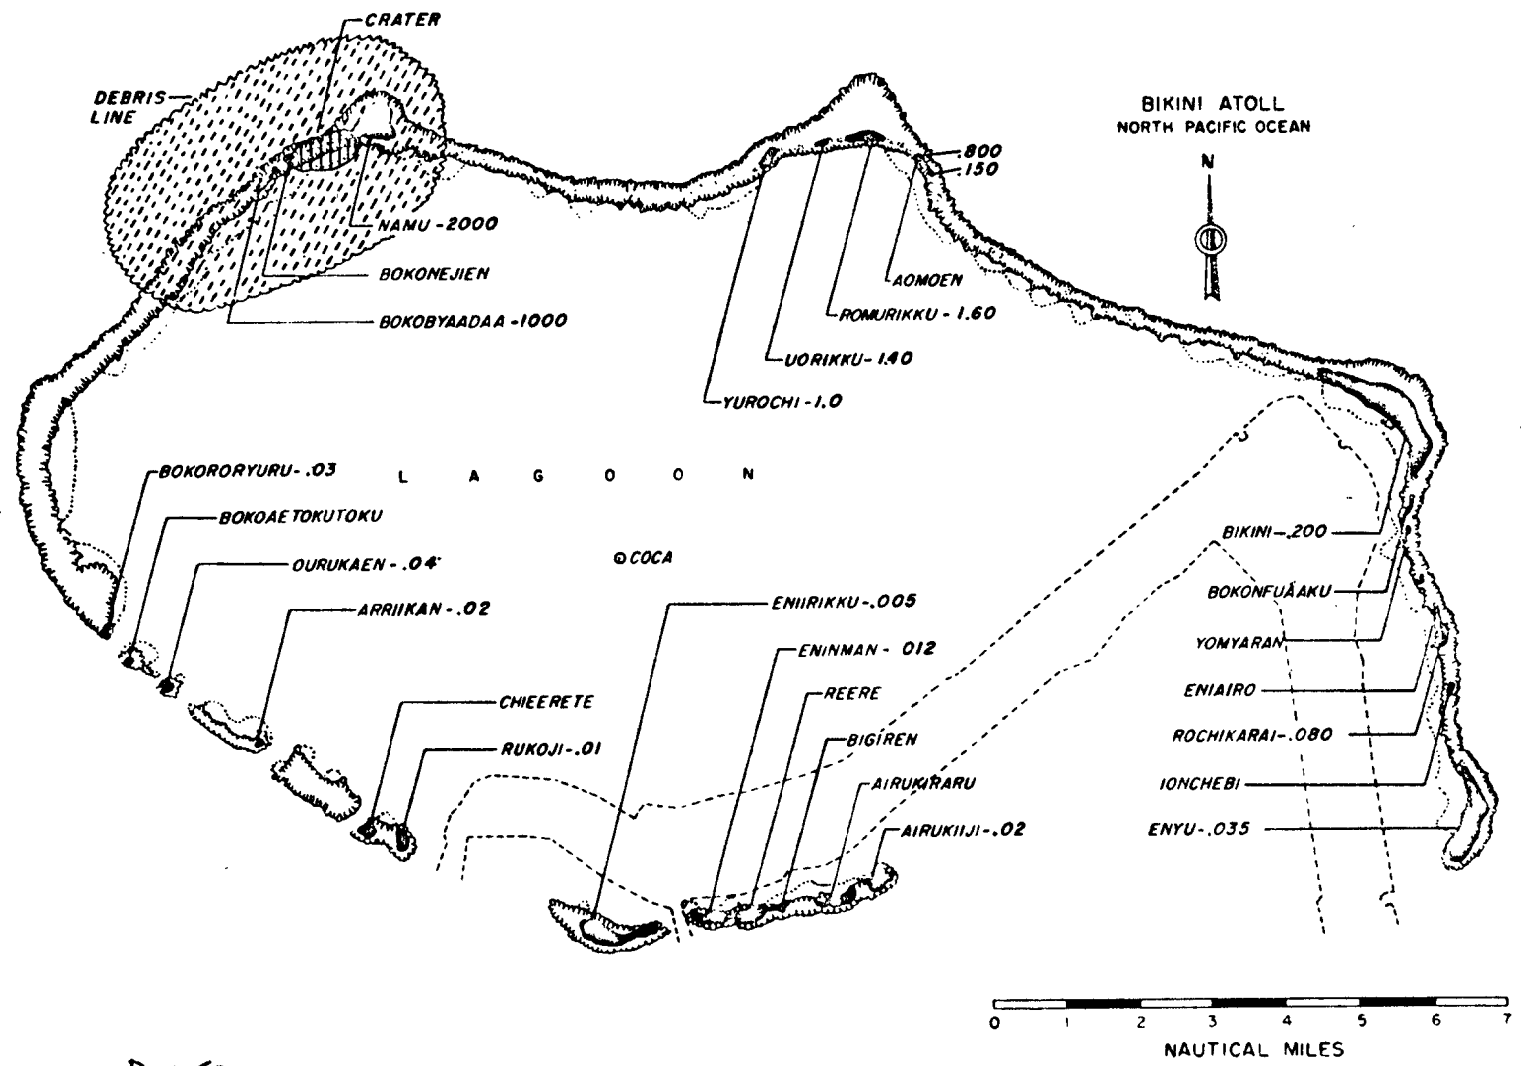 CRATER
DEBRIS
LINE
BIKINI ATOLL
NORTH PACIFIC OCEAN
N
.800
.150
NAMU -2000
BOKONEJIEN
AOMOEN
BOKOBYAADAA -1000
ROMURIKKU - 1.60
UORIKKU- 1.40
YUROCHI -1.0
BOKORORYURU- .03
L A G O O N
BOKOAETOKUTOKU
BIKINI -.200
OURUKAEN - .04
COCA
BOKONFUAAKU
ARRIIKAN -.02
ENIIRIKKU -.005
YOMYARAN
ENINMAN - 012
ENIAIRO
REERE
CHIEERETE
ROCHIKARAI-.080
BIGIREN
RUKOJI-.01
IONCHEBI
AIRUKIRARU
ENYU-.035
AIRUKIIJI-.02
0 1 2 3 4 5 6 7
NAUTICAL MILES